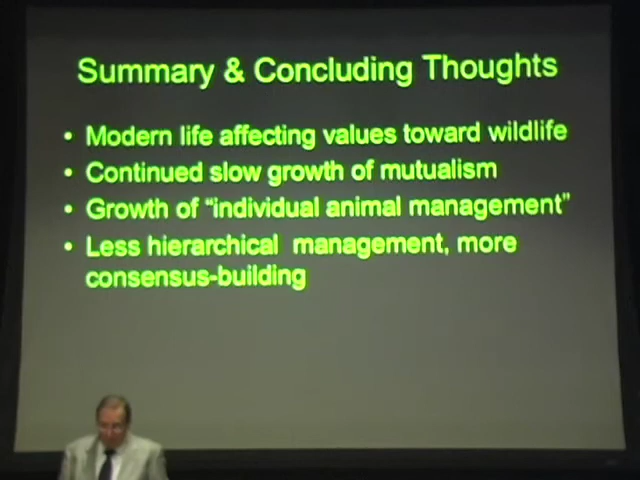 Summary & Concluding Thoughts
• Modern life affecting values toward wildlife
• Continued slow growth of mutualism
• Growth of “individual animal management”
• Less hierarchical management, more
consensus-building